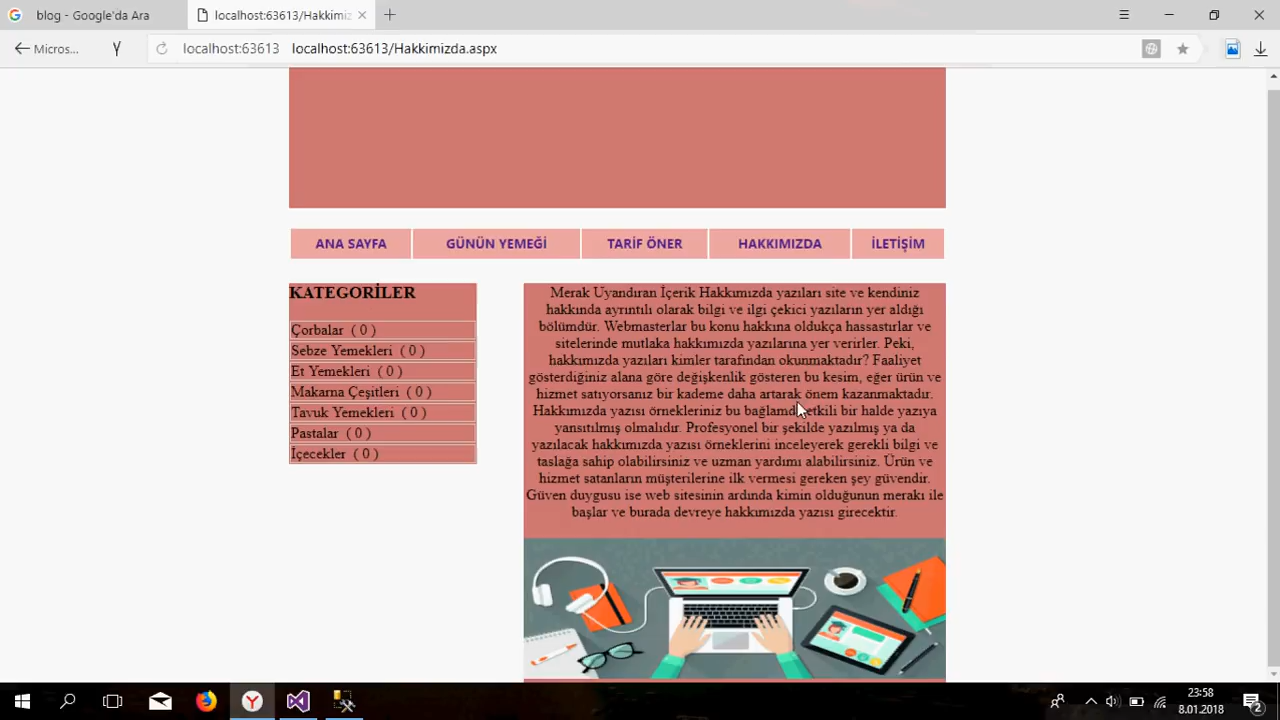 blog - Google'da Ara
localhost:63613/Hakkimiz
Micros...
localhost:63613 localhost:63613/Hakkimizda.aspx
ANA SAYFA
GÜNÜN YEMEĞİ
TARİF ÖNER
HAKKIMIZDA
İLETİŞİM
KATEGORİLER
Çorbalar ( 0 )
Sebze Yemekleri ( 0 )
Et Yemekleri ( 0 )
Makarna Çeşitleri ( 0 )
Tavuk Yemekleri ( 0 )
Pastalar ( 0 )
İçecekler ( 0 )
Merak Uyandıran İçerik Hakkımızda yazıları site ve kendiniz
hakkında ayrıntılı olarak bilgi ve ilgi çekici yazıların yer aldığı
bölümdür. Webmasterlar bu konu hakkına oldukça hassastırlar ve
sitelerinde mutlaka hakkımızda yazılarına yer verirler. Peki,
hakkımızda yazıları kimler tarafından okunmaktadır? Faaliyet
gösterdiğiniz alana göre değişkenlik gösteren bu kesim, eğer ürün ve
hizmet satıyorsanız bir kademe daha artarak önem kazanmaktadır.
Hakkımızda yazısı örnekleriniz bu bağlamda etkili bir halde yazıya
yansıtılmış olmalıdır. Profesyonel bir şekilde yazılmış ya da
yazılacak hakkımızda yazısı örneklerini inceleyerek gerekli bilgi ve
taslağa sahip olabilirsiniz ve uzman yardımı alabilirsiniz. Ürün ve
hizmet satanların müşterilerine ilk vermesi gereken şey güvendir.
Güven duygusu ise web sitesinin ardında kimin olduğunun merakı ile
başlar ve burada devreye hakkımızda yazısı girecektir.
23:58
8.01.2018
2